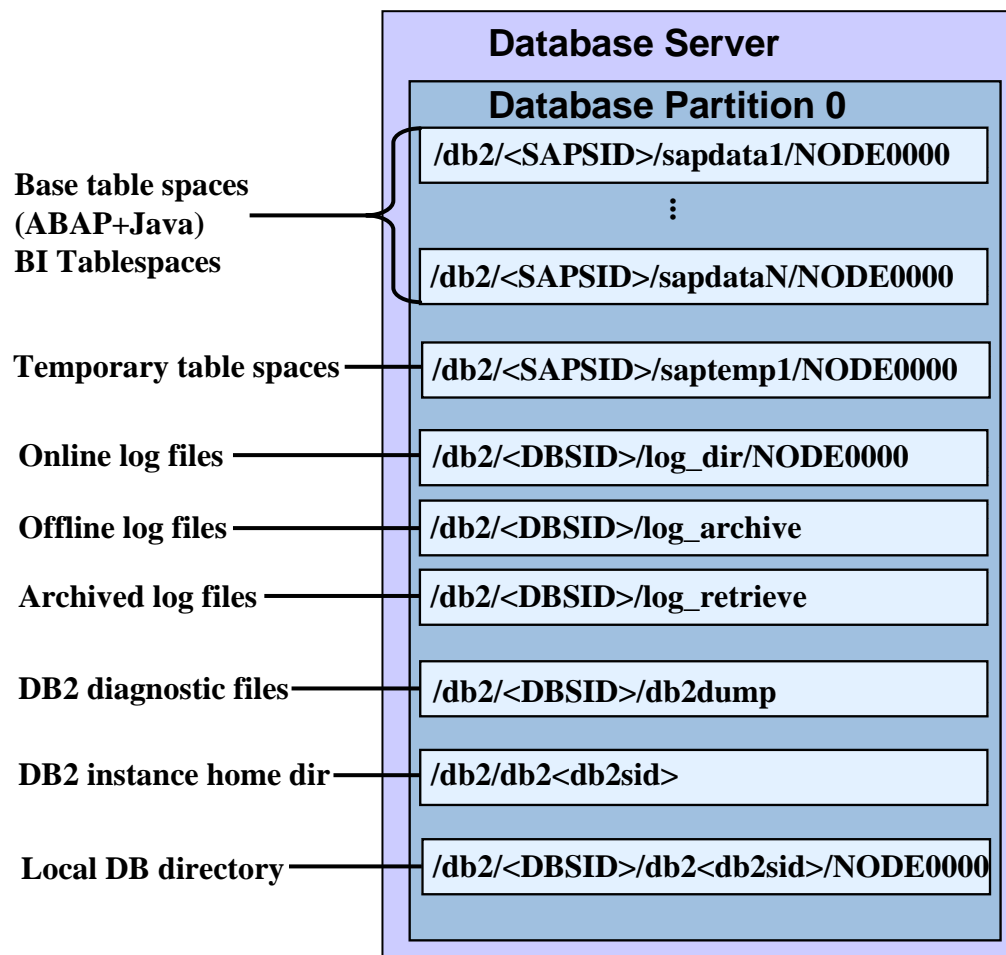 Database Server
Database Partition 0
Base table spaces
(ABAP+Java)
BI Tablespaces
/db2/<SAPSID>/sapdata1/NODE0000
...
/db2/<SAPSID>/sapdataN/NODE0000
Temporary table spaces
/db2/<SAPSID>/saptemp1/NODE0000
Online log files
/db2/<DBSID>/log_dir/NODE0000
Offline log files
/db2/<DBSID>/log_archive
Archived log files
/db2/<DBSID>/log_retrieve
DB2 diagnostic files
/db2/<DBSID>/db2dump
DB2 instance home dir
/db2/db2<db2sid>
Local DB directory
/db2/<DBSID>/db2<db2sid>/NODE0000